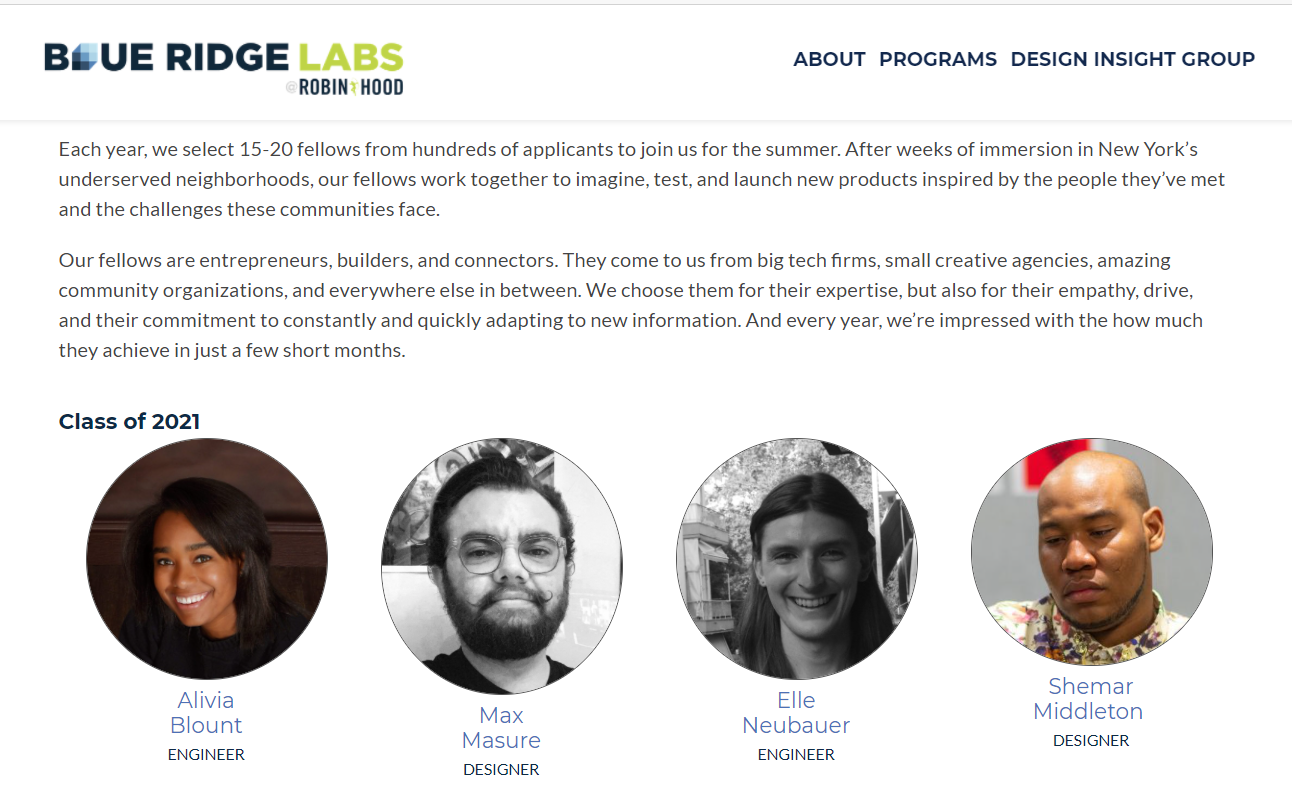 BLUE RIDGE LABS
@ROBIN HOOD
ABOUT PROGRAMS DESIGN INSIGHT GROUP
Each year, we select 15-20 fellows from hundreds of applicants to join us for the summer. After weeks of immersion in New York’s
underserved neighborhoods, our fellows work together to imagine, test, and launch new products inspired by the people they’ve met
and the challenges these communities face.
Our fellows are entrepreneurs, builders, and connectors. They come to us from big tech firms, small creative agencies, amazing
community organizations, and everywhere else in between. We choose them for their expertise, but also for their empathy, drive,
and their commitment to constantly and quickly adapting to new information. And every year, we’re impressed with the how much
they achieve in just a few short months.
Class of 2021
Alivia
Blount
ENGINEER
Max
Masure
DESIGNER
Elle
Neubauer
ENGINEER
Shemar
Middleton
DESIGNER